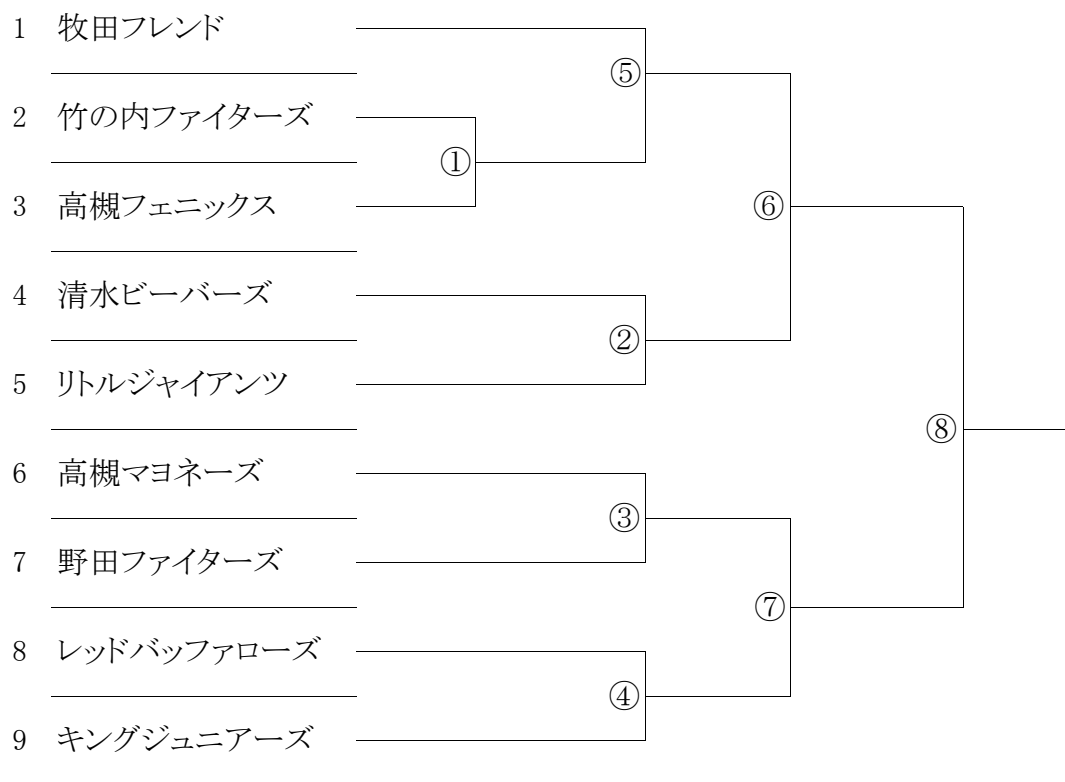 1 牧田フレンド
⑤
2 竹の内ファイターズ
①
3 高槻フェニックス
⑥
4 清水ビーバーズ
②
5 リトルジャイアンツ
⑧
6 高槻マヨネーズ
③
7 野田ファイターズ
⑦
8 レッドバッファローズ
④
9 キングジュニアーズ